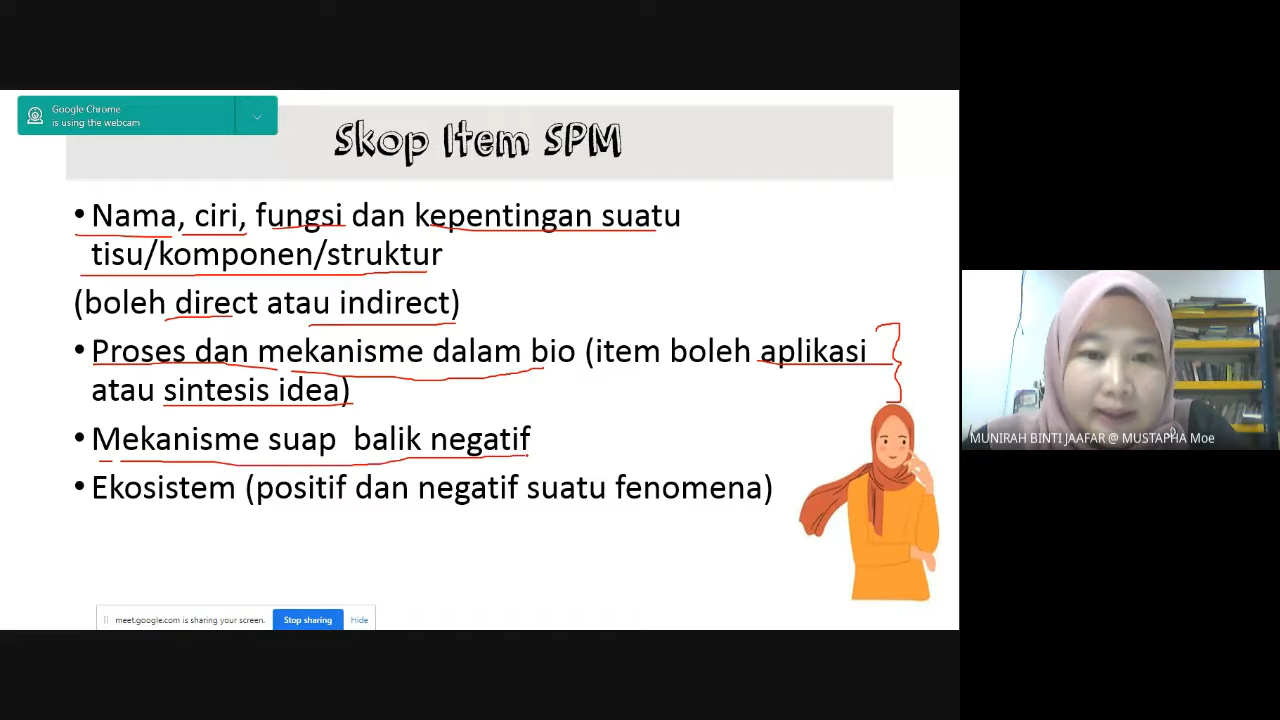 Google Chrome
is using the webcam
Skop Item SPM
• Nama, ciri, fungsi dan kepentingan suatu
tisu/komponen/struktur
(boleh direct atau indirect)
• Proses dan mekanisme dalam bio (item boleh aplikasi
atau sintesis idea)
• Mekanisme suap balik negatif
• Ekosistem (positif dan negatif suatu fenomena)
meet.google.com is sharing your screen. Stop sharing Hide
MUNIRAH BINTI JAAFAR @ MUSTAPHA Moe